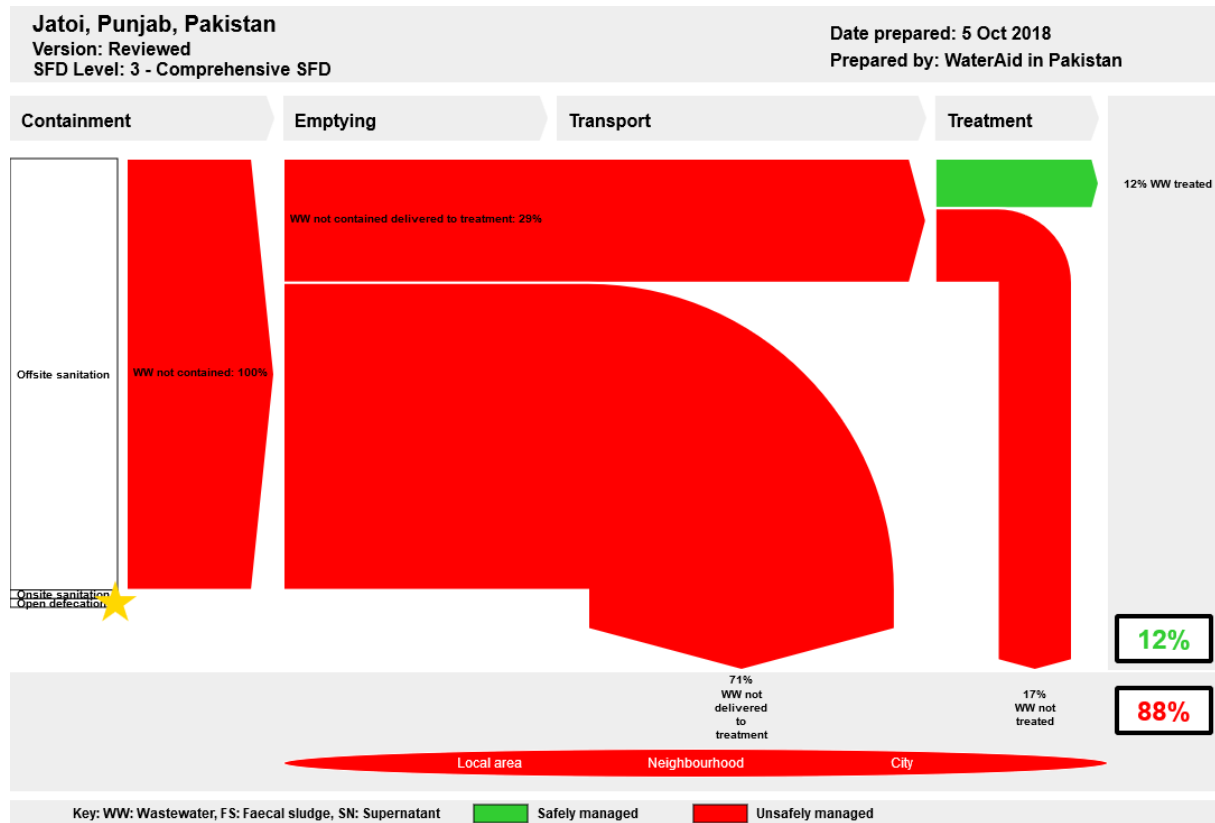 Jatoi, Punjab, Pakistan
Version: Reviewed
SFD Level: 3 - Comprehensive SFD
Date prepared: 5 Oct 2018
Prepared by: WaterAid in Pakistan
Containment
Emptying
Transport
Treatment
WW not contained delivered to treatment: 29%
12% WW treated
Offsite sanitation
WW not contained: 100%
Onsite sanitation
Open defecation
12%
71%
WW not
delivered
to
treatment
17%
WW not
treated
88%
Local area
Neighbourhood
City
Key: WW: Wastewater, FS: Faecal sludge, SN: Supernatant
Safely managed
Unsafely managed